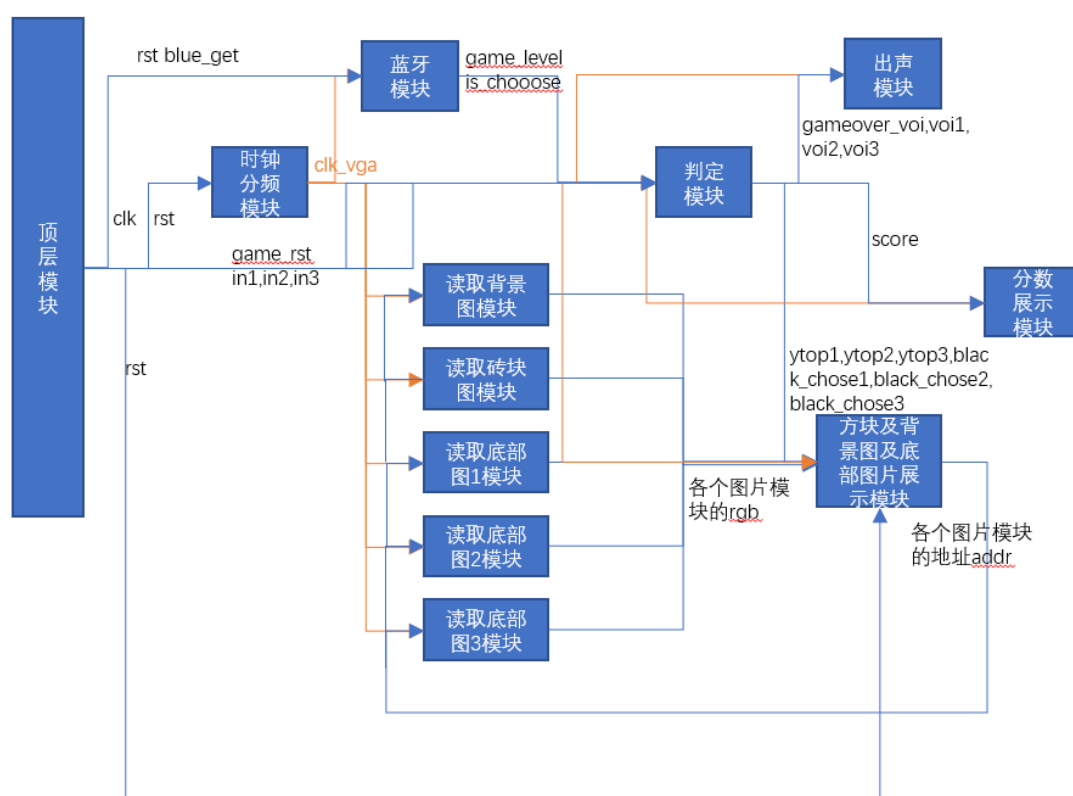 rst blue_get
蓝牙
模块
game_level
is_chooose
出声
模块
gameover_voi,voi1,
voi2,voi3
时钟
分频
模块
clk_vga
判定
模块
顶
层
模
块
clk
rst
game_rst
in1,in2,in3
score
读取背景
图模块
分数
展示
模块
rst
读取砖块
图模块
ytop1,ytop2,ytop3,blac
k_chose1,black_chose2,
black_chose3
读取底部
图1模块
方块及背
景图及底
部图片展
示模块
各个图片模
块的rgb
读取底部
图2模块
各个图片模块
的地址addr
读取底部
图3模块